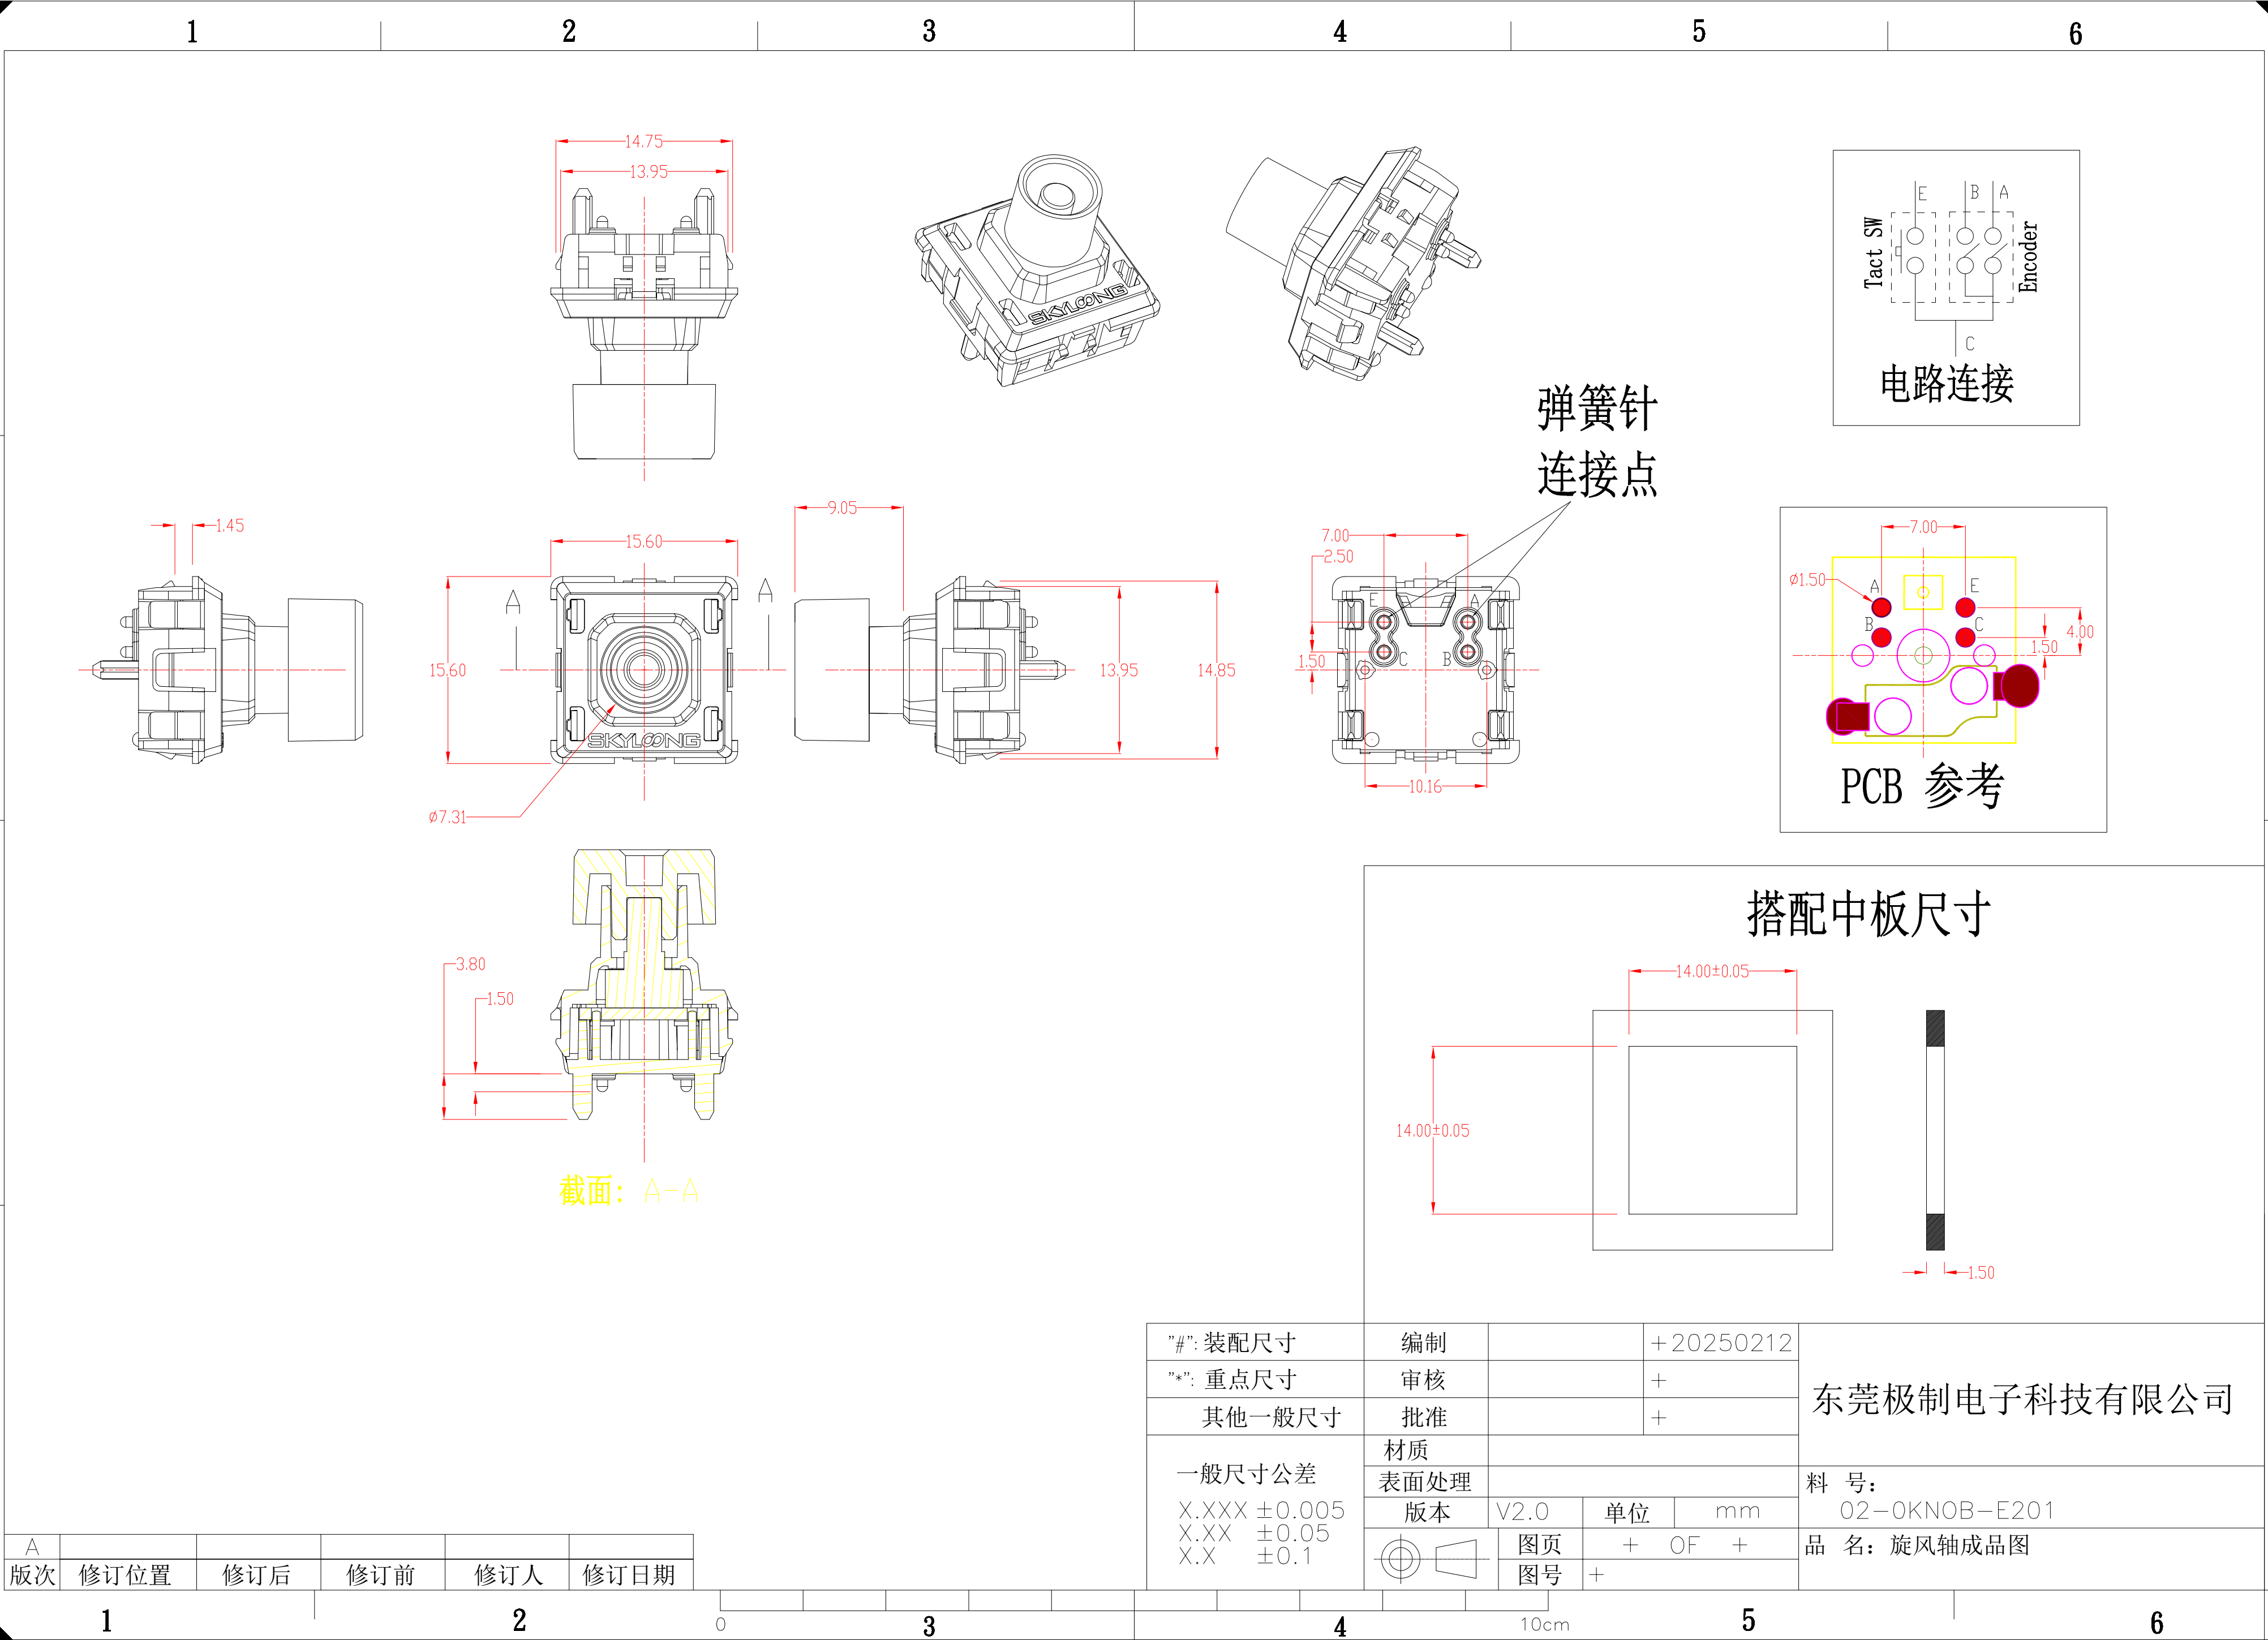 1 2 3 4 5 6
14.75
13.95
E B A
Tact SW
Encoder
C
电路连接
弹簧针
连接点
1.45
15.60
9.05
7.00
2.50
7.00
ø1.50
A E
B C
4.00
1.50
PCB 参考
A A
15.60
SKYLOONG
SKYLOONG
13.95
14.85
E A
1.50
C B
10.16
ø7.31
3.80
1.50
截面: A-A
搭配中板尺寸
14.00±0.05
14.00±0.05
1.50
"#": 装配尺寸 编制 +20250212
"*": 重点尺寸 审核 +
其他一般尺寸 批准 +
东莞极制电子科技有限公司
材质
一般尺寸公差
表面处理
X.XXX ±0.005
X.XX ±0.05
X.X ±0.1
版本 V2.0 单位 mm
图页 + OF +
图号 +
料 号:
02-0KNOB-E201
品 名: 旋风轴成品图
A
版次 修订位置 修订后 修订前 修订人 修订日期
0 10cm
1 2 3 4 5 6